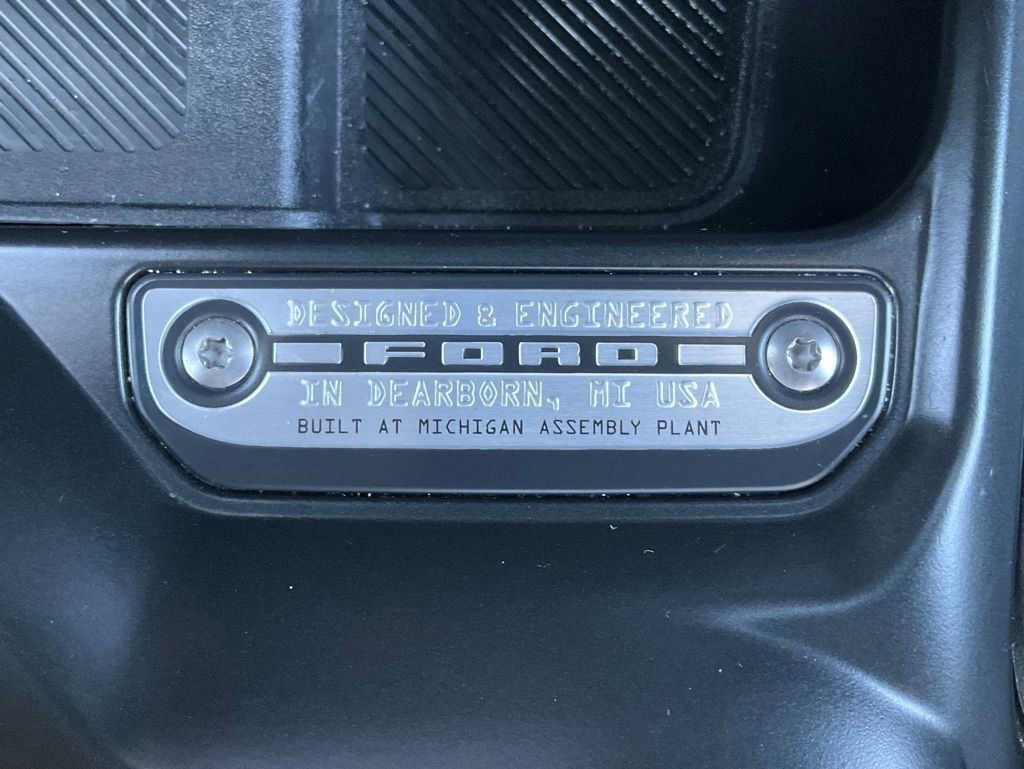 DESIGNED & ENGINEERED
FORD
IN DEARBORN, MI USA
BUILT AT MICHIGAN ASSEMBLY PLANT